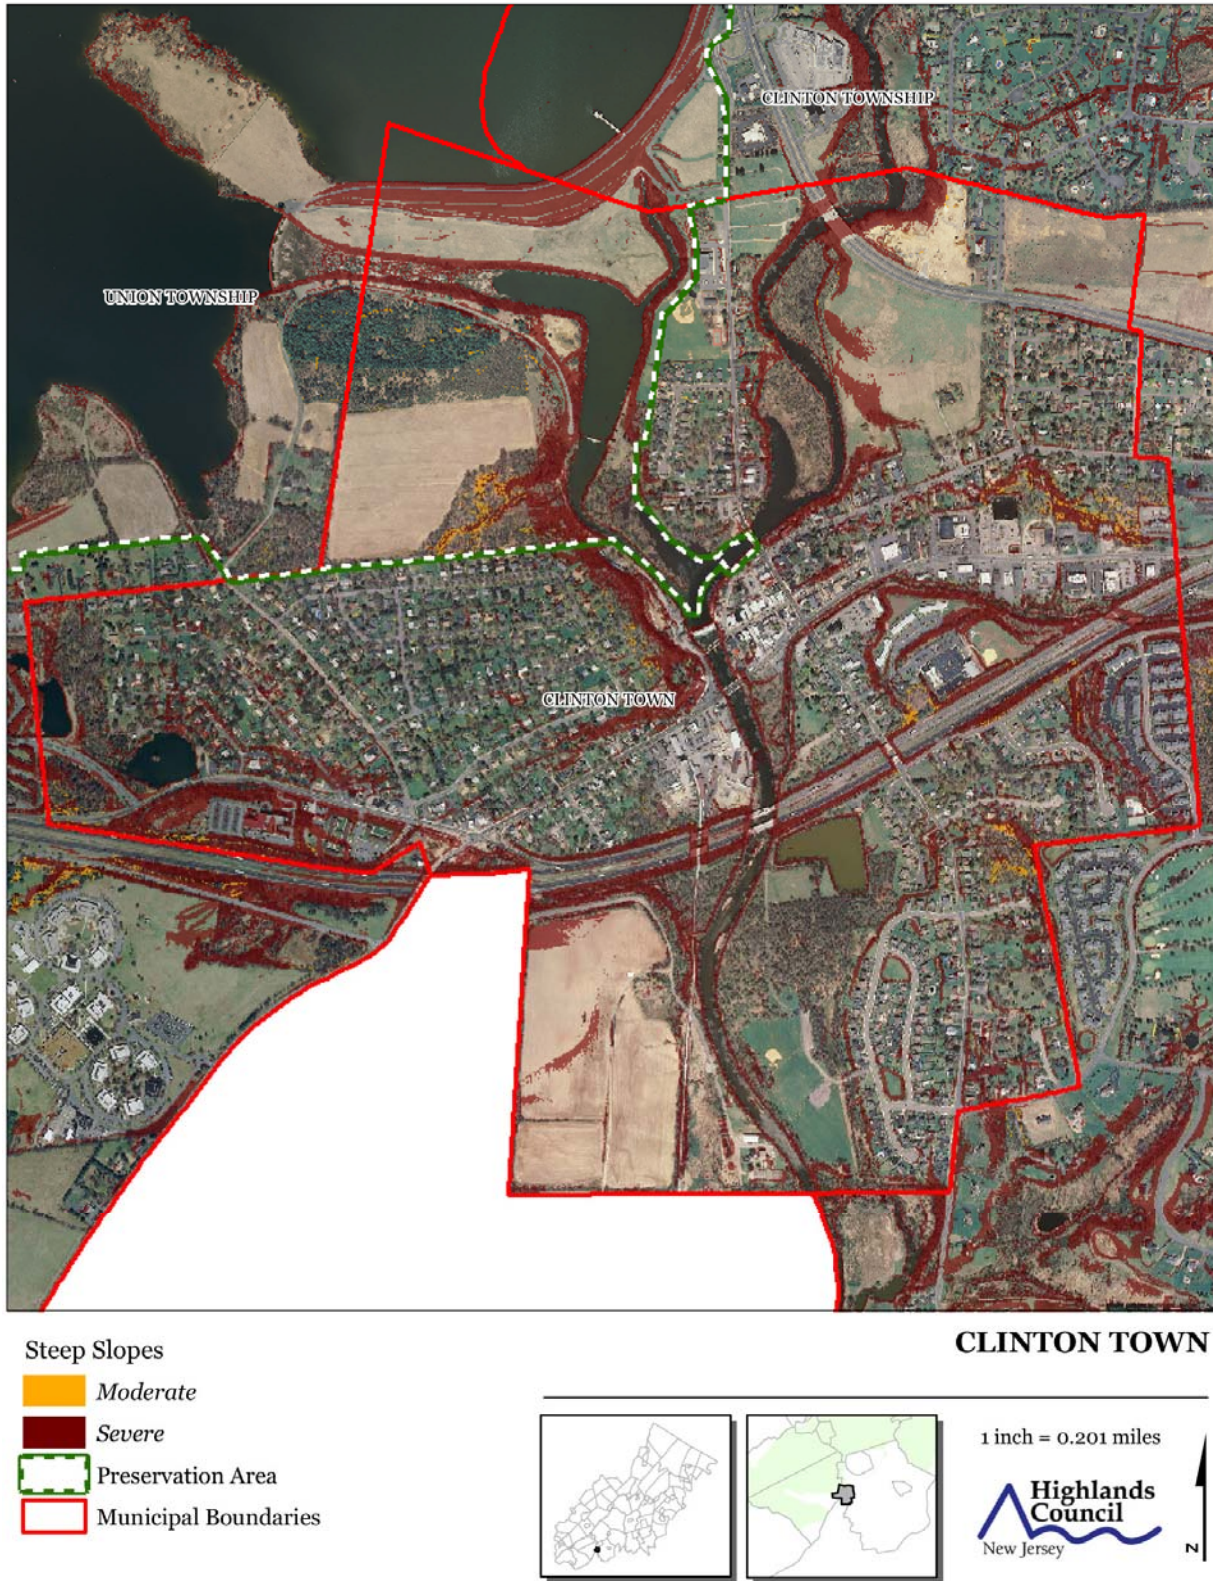 CLINTON TOWNSHIP
UNION TOWNSHIP
CLINTON TOWN
CLINTON TOWN
Steep Slopes
Moderate
Severe
Preservation Area
Municipal Boundaries
1 inch = 0.201 miles
Highlands
Council
New Jersey
N